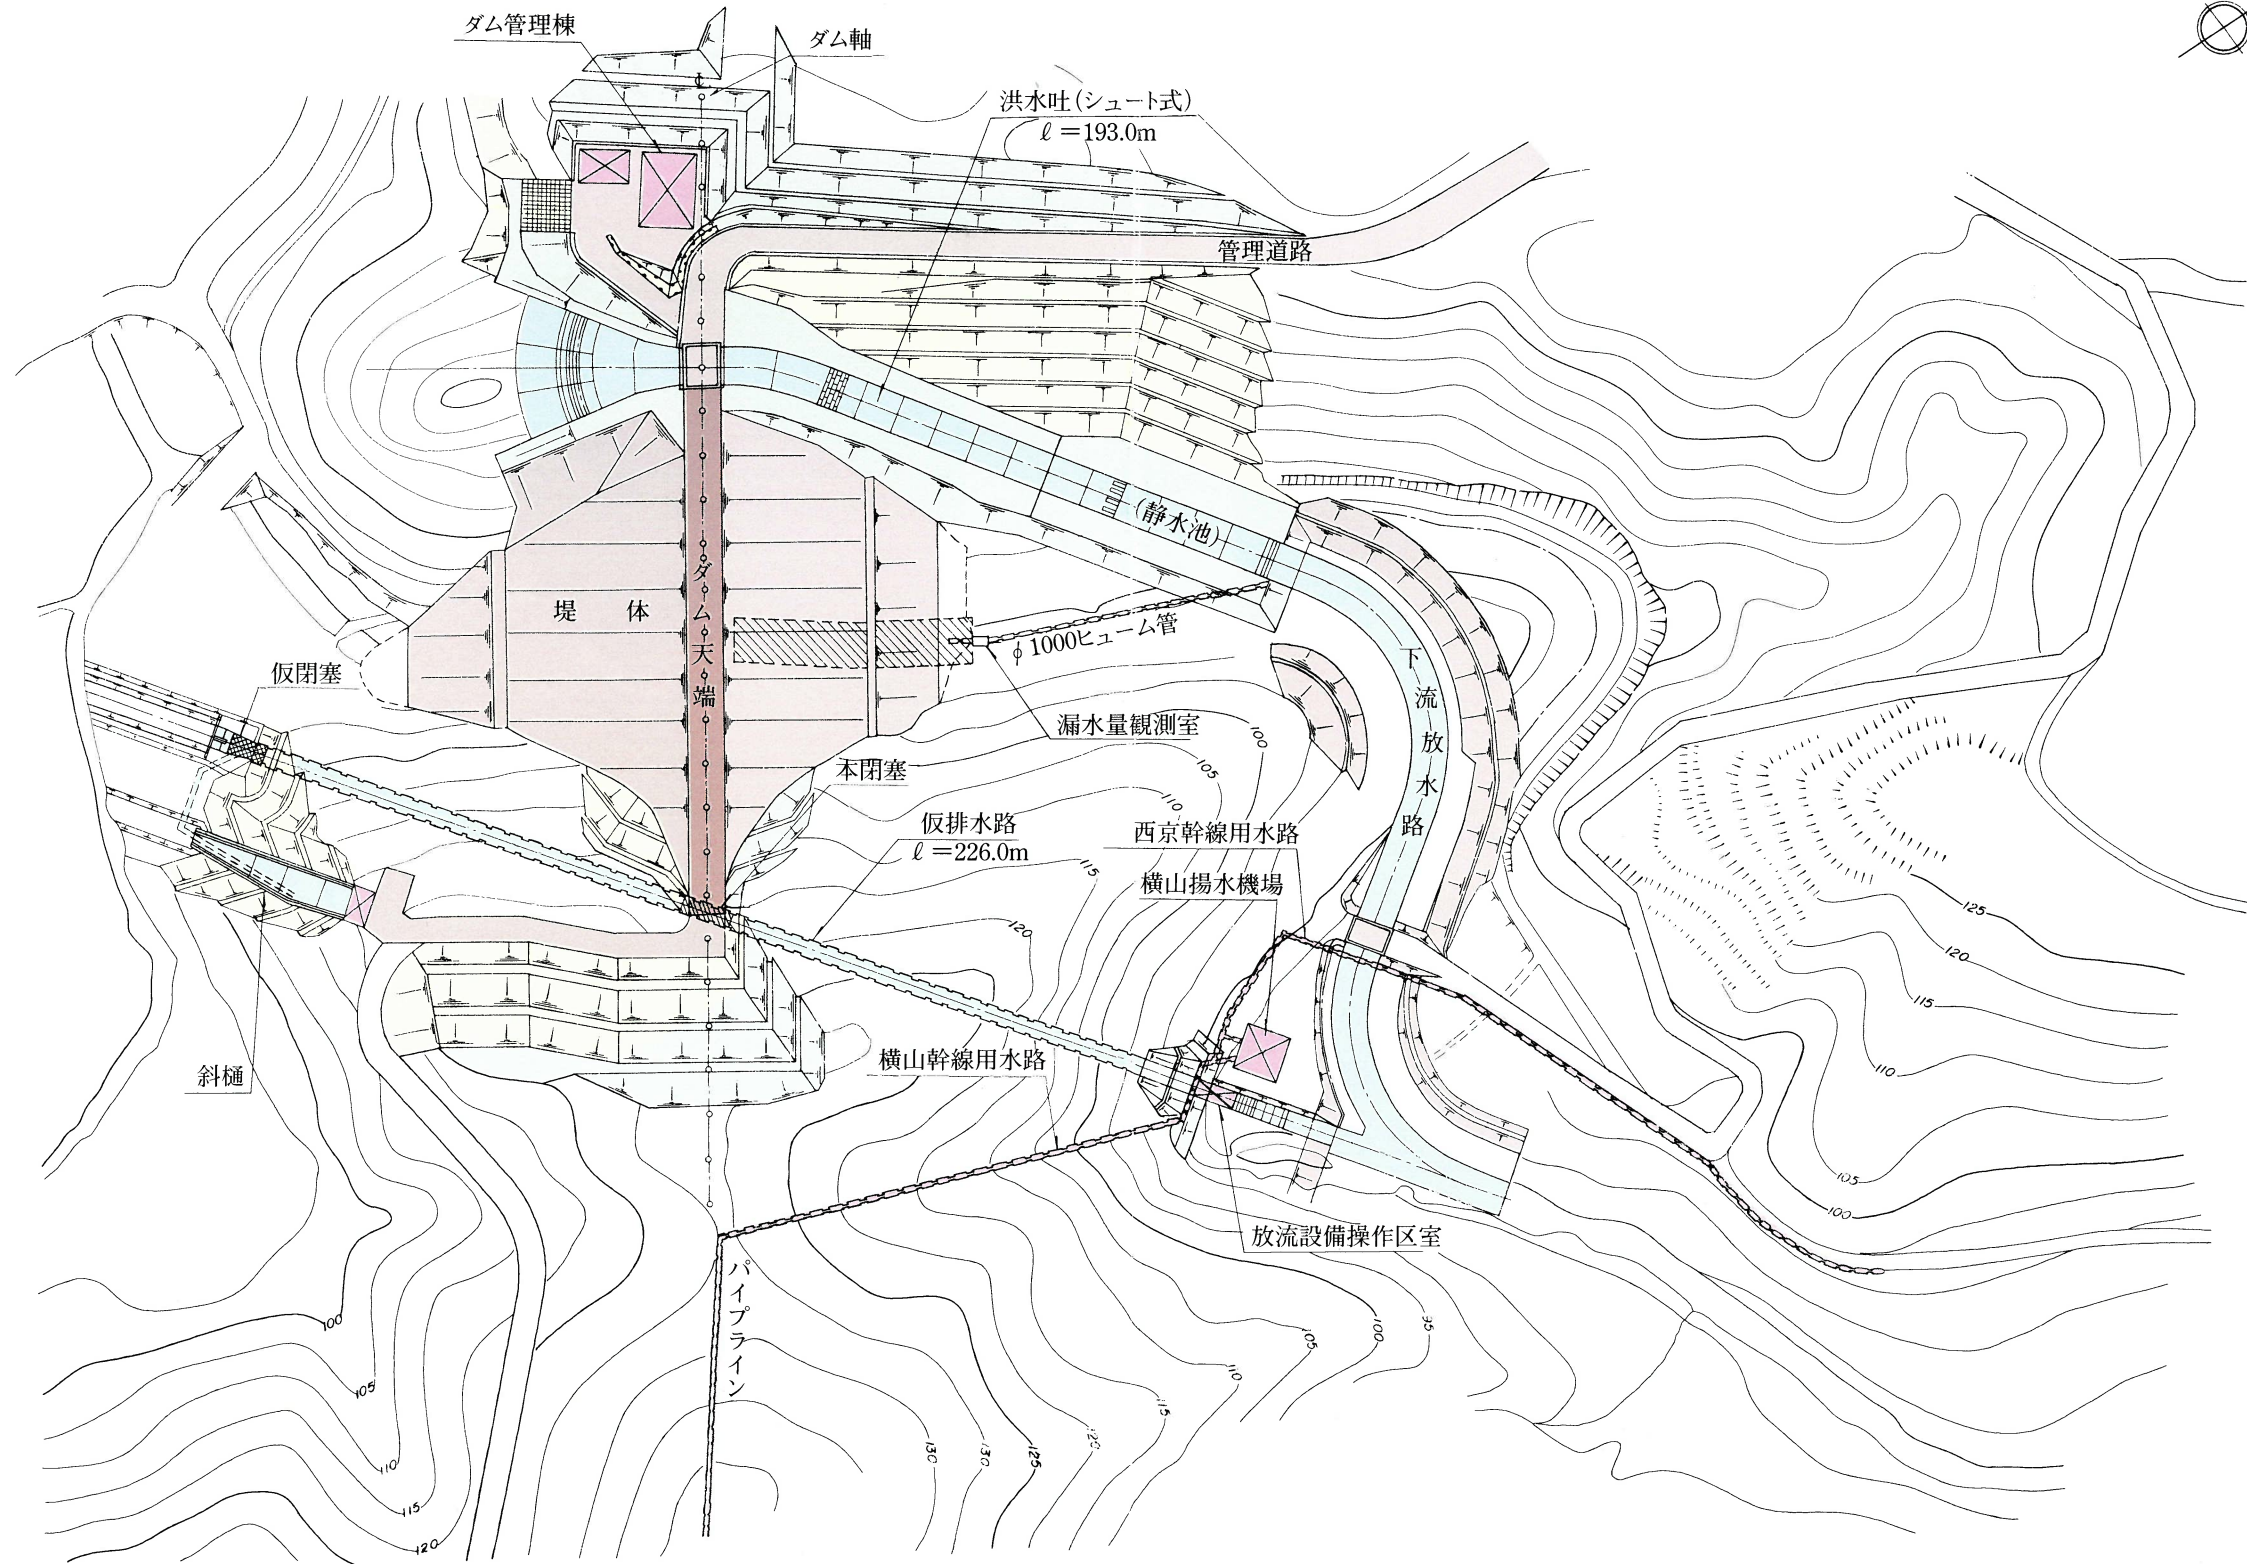 ダム管理棟
ダム軸
℄
洪水吐(シュート式)
ℓ=193.0m
管理道路
(静水池)
堤 体
ダム天端
φ1000ヒューム管
下流放水路
仮閉塞
漏水量観測室
本閉塞
仮排水路
ℓ=226.0m
西京幹線用水路
横山揚水機場
斜樋
横山幹線用水路
放流設備操作区室
パイプライン
100
105
110
115
120
125
120
115
110
105
100
100
105
110
115
120
130
130
125
120
115
110
105
100
95